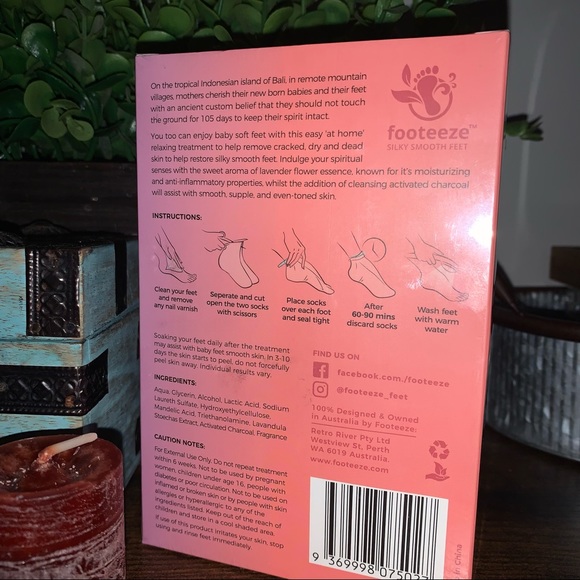 On the tropical Indonesian island of Bali, in remote mountain
villages, mothers cherish their new born babies and their feet
with an ancient custom belief that they should not touch
the ground for 105 days to keep their spirit intact.
footeeze™
SILKY SMOOTH FEET
You too can enjoy baby soft feet with this easy 'at home'
relaxing treatment to help remove cracked, dry and dead
skin to help restore silky smooth feet. Indulge your spiritual
senses with the sweet aroma of lavender flower essence, known for it's moisturizing
and anti-inflammatory properties, whilst the addition of cleansing activated charcoal
will assist with smooth, supple, and even-toned skin.
INSTRUCTIONS:
Clean your feet
and remove
any nail varnish
Seperate and cut
open the two socks
with scissors
Place socks
over each foot
and seal tight
After
60-90 mins
discard socks
Wash feet
with warm
water
Soaking your feet daily after the treatment
may assist with baby feet smooth skin. In 3-10
days the skin starts to peel, do not forcefully
peel skin away. Individual results vary.
INGREDIENTS:
Aqua, Glycerin, Alcohol, Lactic Acid, Sodium
Laureth Sulfate, Hydroxyethylcellulose,
Mandelic Acid, Triethanolamine, Lavandula
Stoechas Extract, Activated Charcoal, Fragrance
CAUTION NOTES:
For External Use Only. Do not repeat treatment
within 6 weeks. Not to be used by pregnant
women, children under age 16, people with
diabetes or poor circulation. Not to be used on
inflamed or broken skin or by people with skin
allergies or hyperallergic to any of the
ingredients listed. Keep out of the reach of
children and store in a cool shaded area.
If use of this product irritates your skin, stop
using and rinse feet immediately.
FIND US ON
facebook.com/footeeze
@footeeze_feet
100% Designed & Owned
in Australia by Footeeze:
Retro River Pty Ltd
Westview St. Perth
WA 6019 Australia.
www.footeeze.com
9 369998 07502
in China